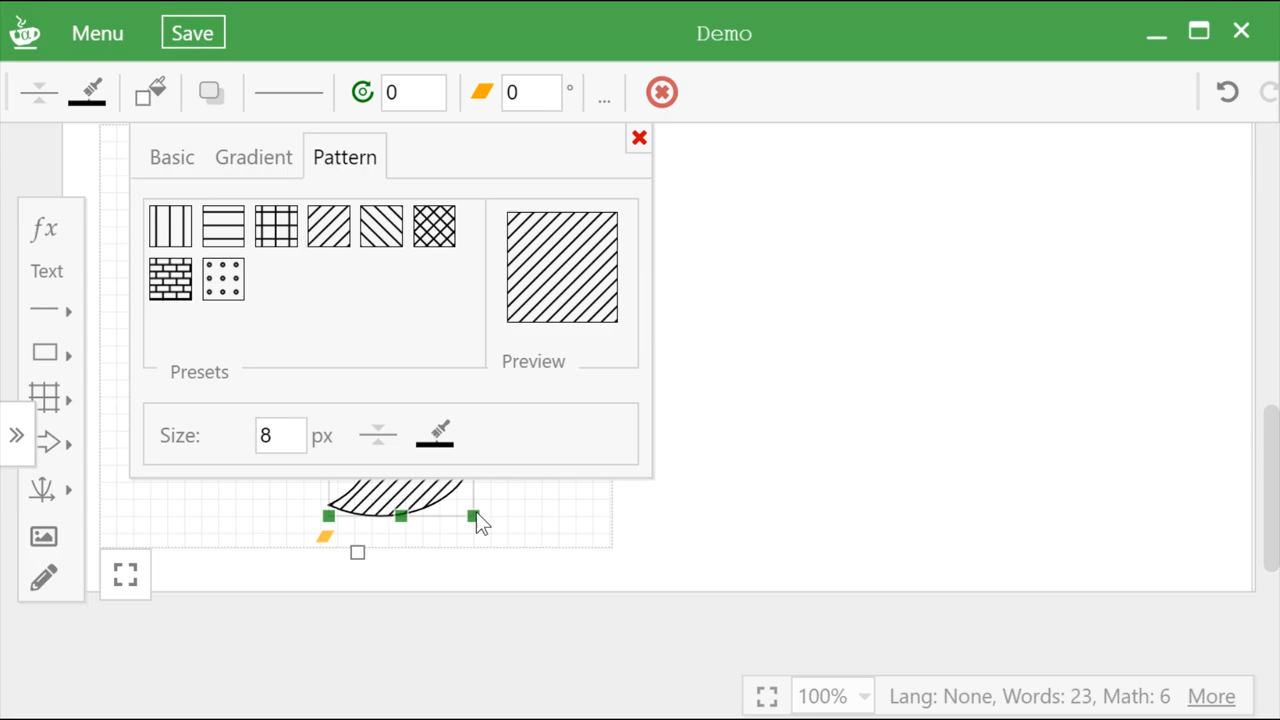 Menu Save Demo
0 0 ° ...
Basic Gradient Pattern
fx
Text
Presets Preview
Size: 8 px
100% Lang: None, Words: 23, Math: 6 More